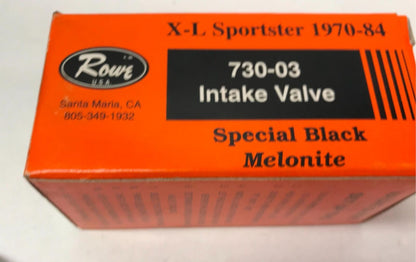 X-L Sportster 1970-84
Rowe
USA
Santa Maria, CA
805-349-1932
730-03
Intake Valve
Special Black
Melonite